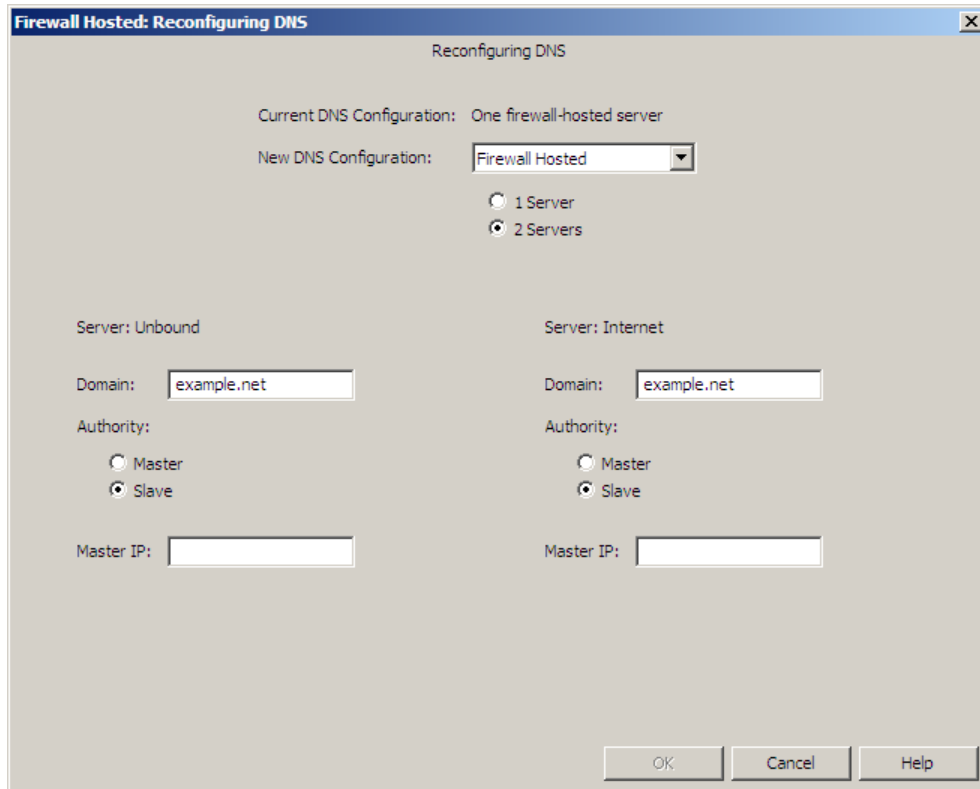 Firewall Hosted: Reconfiguring DNS
Reconfiguring DNS
Current DNS Configuration: One firewall-hosted server
New DNS Configuration: Firewall Hosted
1 Server
2 Servers
Server: Unbound
Domain: example.net
Authority:
Master
Slave
Master IP:
Server: Internet
Domain: example.net
Authority:
Master
Slave
Master IP:
OK Cancel Help